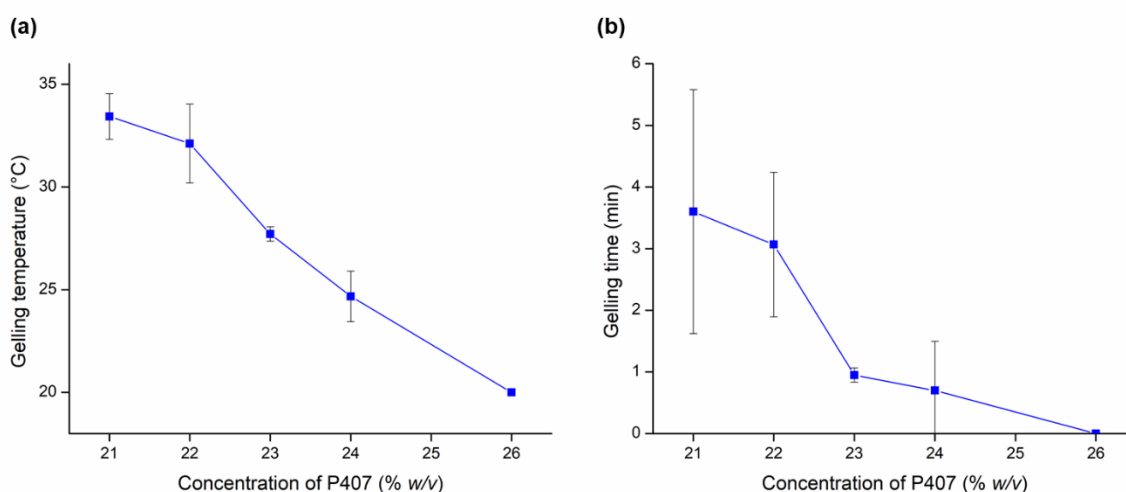 (a)
35
30
25
20
Gelling temperature (°C)
21 22 23 24 25 26
Concentration of P407 (% w/v)
(b)
6
5
4
3
2
1
0
Gelling time (min)
21 22 23 24 25 26
Concentration of P407 (% w/v)